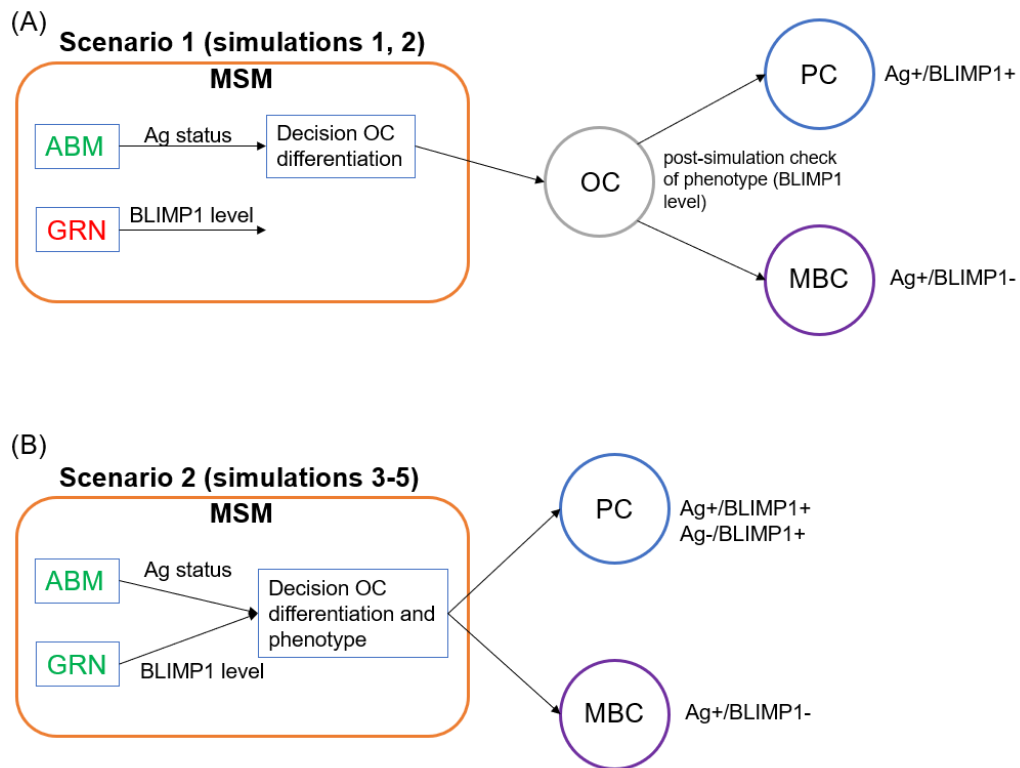 (A)
Scenario 1 (simulations 1, 2)
MSM
ABM
Ag status
Decision OC
differentiation
GRN
BLIMP1 level
OC
post-simulation check
of phenotype (BLIMP1
level)
PC
Ag+/BLIMP1+
MBC
Ag+/BLIMP1-
(B)
Scenario 2 (simulations 3-5)
MSM
ABM
Ag status
Decision OC
differentiation and
phenotype
GRN
BLIMP1 level
PC
Ag+/BLIMP1+
Ag-/BLIMP1+
MBC
Ag+/BLIMP1-